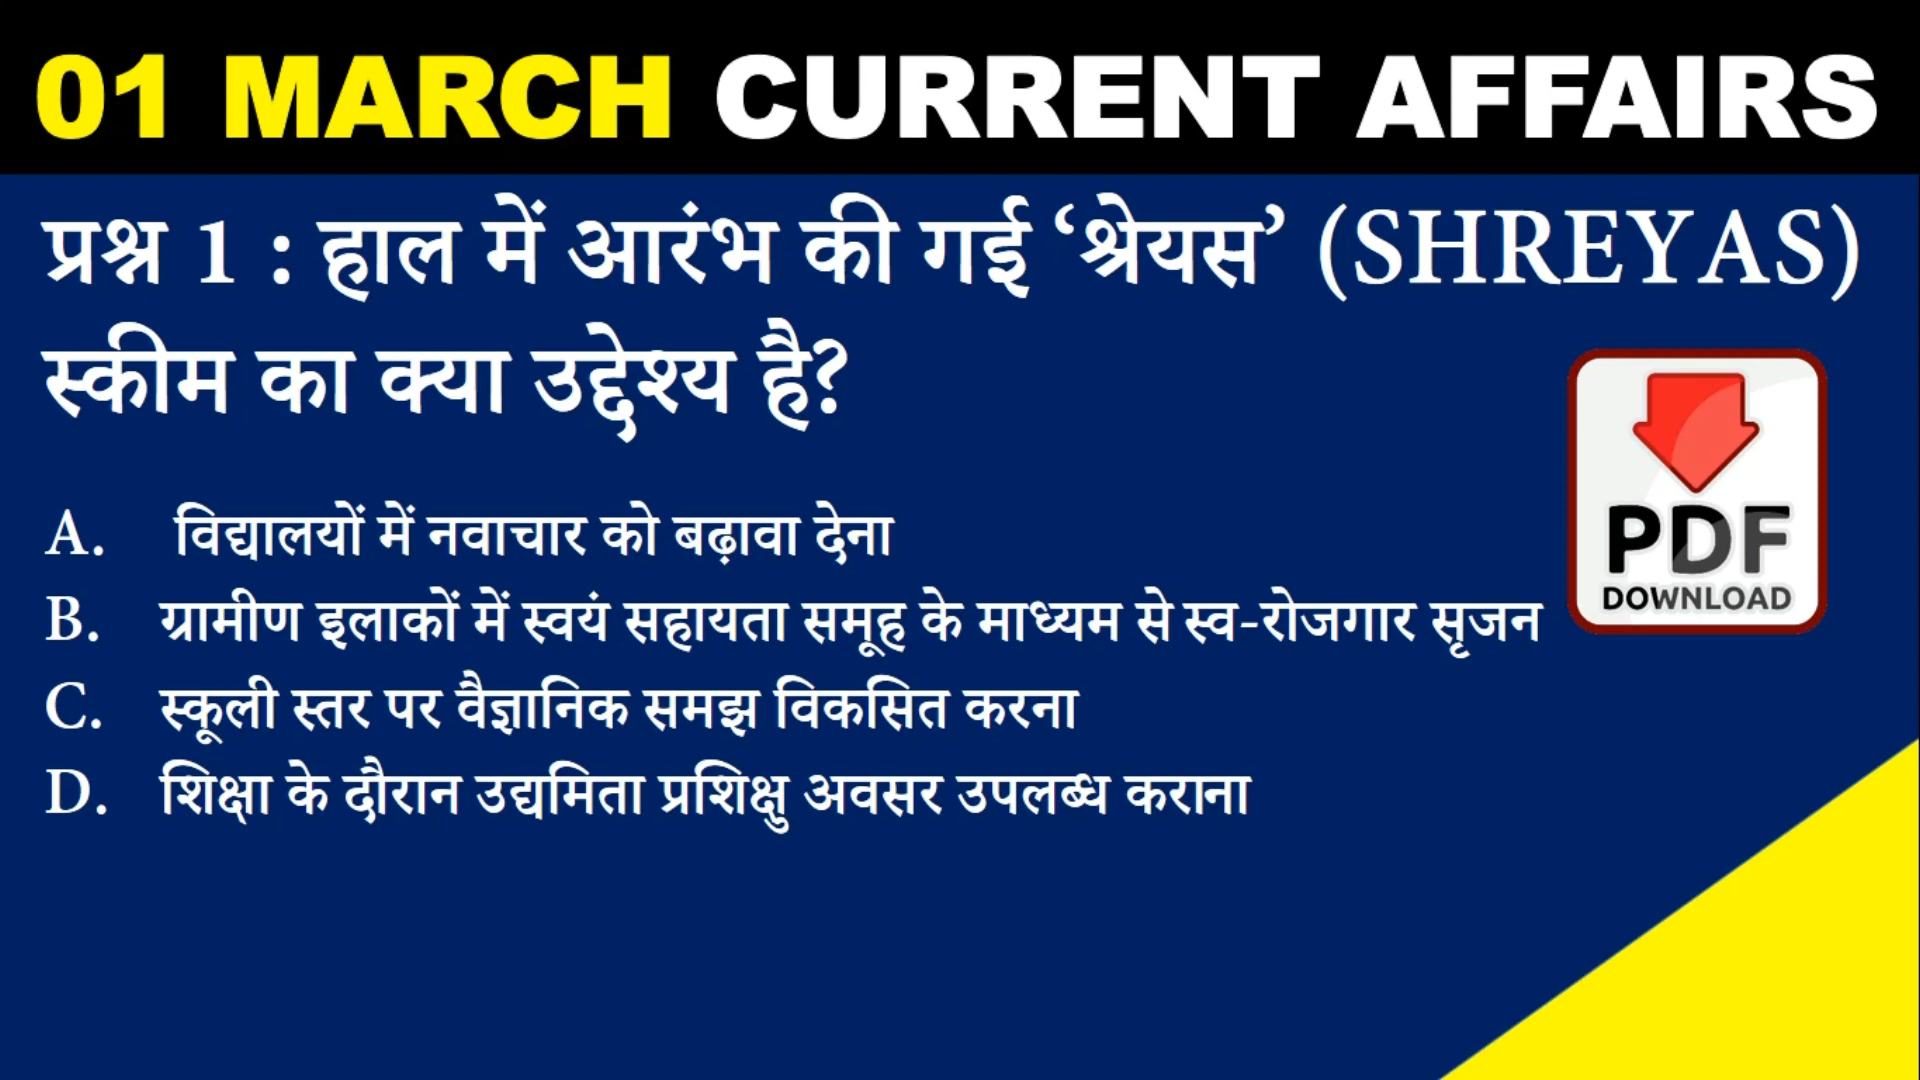 01 MARCH CURRENT AFFAIRS
प्रश्न 1 : हाल में आरंभ की गई ‘श्रेयस’ (SHREYAS)
स्कीम का क्या उद्देश्य है?
A. विद्यालयों में नवाचार को बढ़ावा देना
B. ग्रामीण इलाकों में स्वयं सहायता समूह के माध्यम से स्व-रोजगार सृजन
C. स्कूली स्तर पर वैज्ञानिक समझ विकसित करना
D. शिक्षा के दौरान उद्यमिता प्रशिक्षु अवसर उपलब्ध कराना
PDF
DOWNLOAD